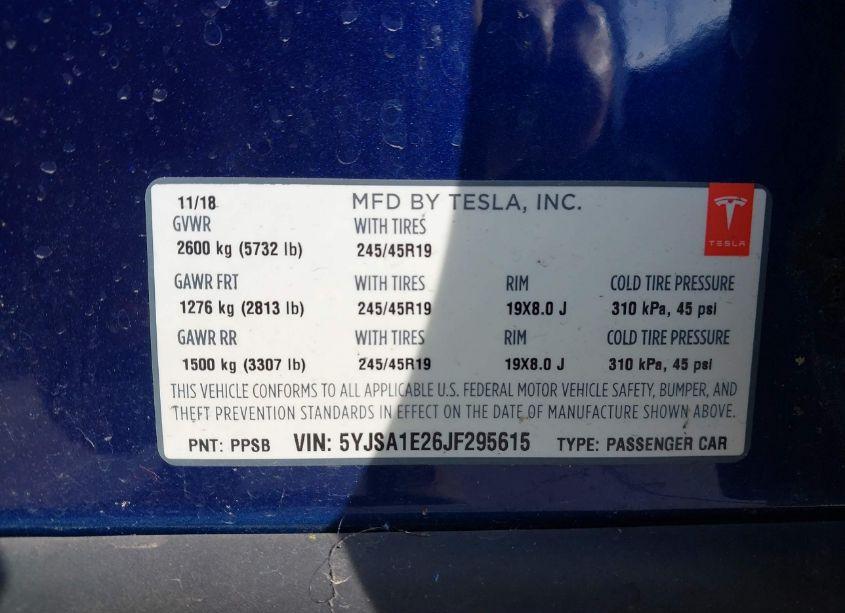 11/18 MFD BY TESLA, INC.
TESLA
GVWR WITH TIRES
2600 kg (5732 lb) 245/45R19
GAWR FRT WITH TIRES RIM COLD TIRE PRESSURE
1276 kg (2813 lb) 245/45R19 19X8.0 J 310 kPa, 45 psi
GAWR RR WITH TIRES RIM COLD TIRE PRESSURE
1500 kg (3307 lb) 245/45R19 19X8.0 J 310 kPa, 45 psi
THIS VEHICLE CONFORMS TO ALL APPLICABLE U.S. FEDERAL MOTOR VEHICLE SAFETY, BUMPER, AND
THEFT PREVENTION STANDARDS IN EFFECT ON THE DATE OF MANUFACTURE SHOWN ABOVE.
PNT: PPSB VIN: 5YJSA1E26JF295615 TYPE: PASSENGER CAR